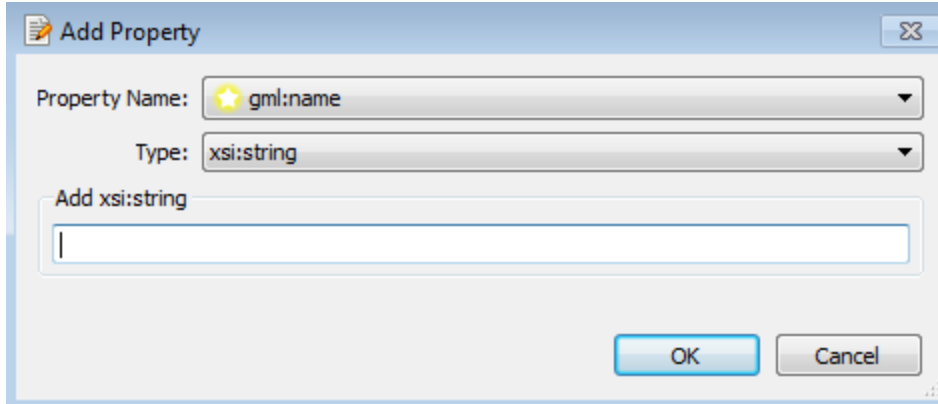 Add Property
Property Name: gml:name
Type: xsi:string
Add xsi:string
OK Cancel